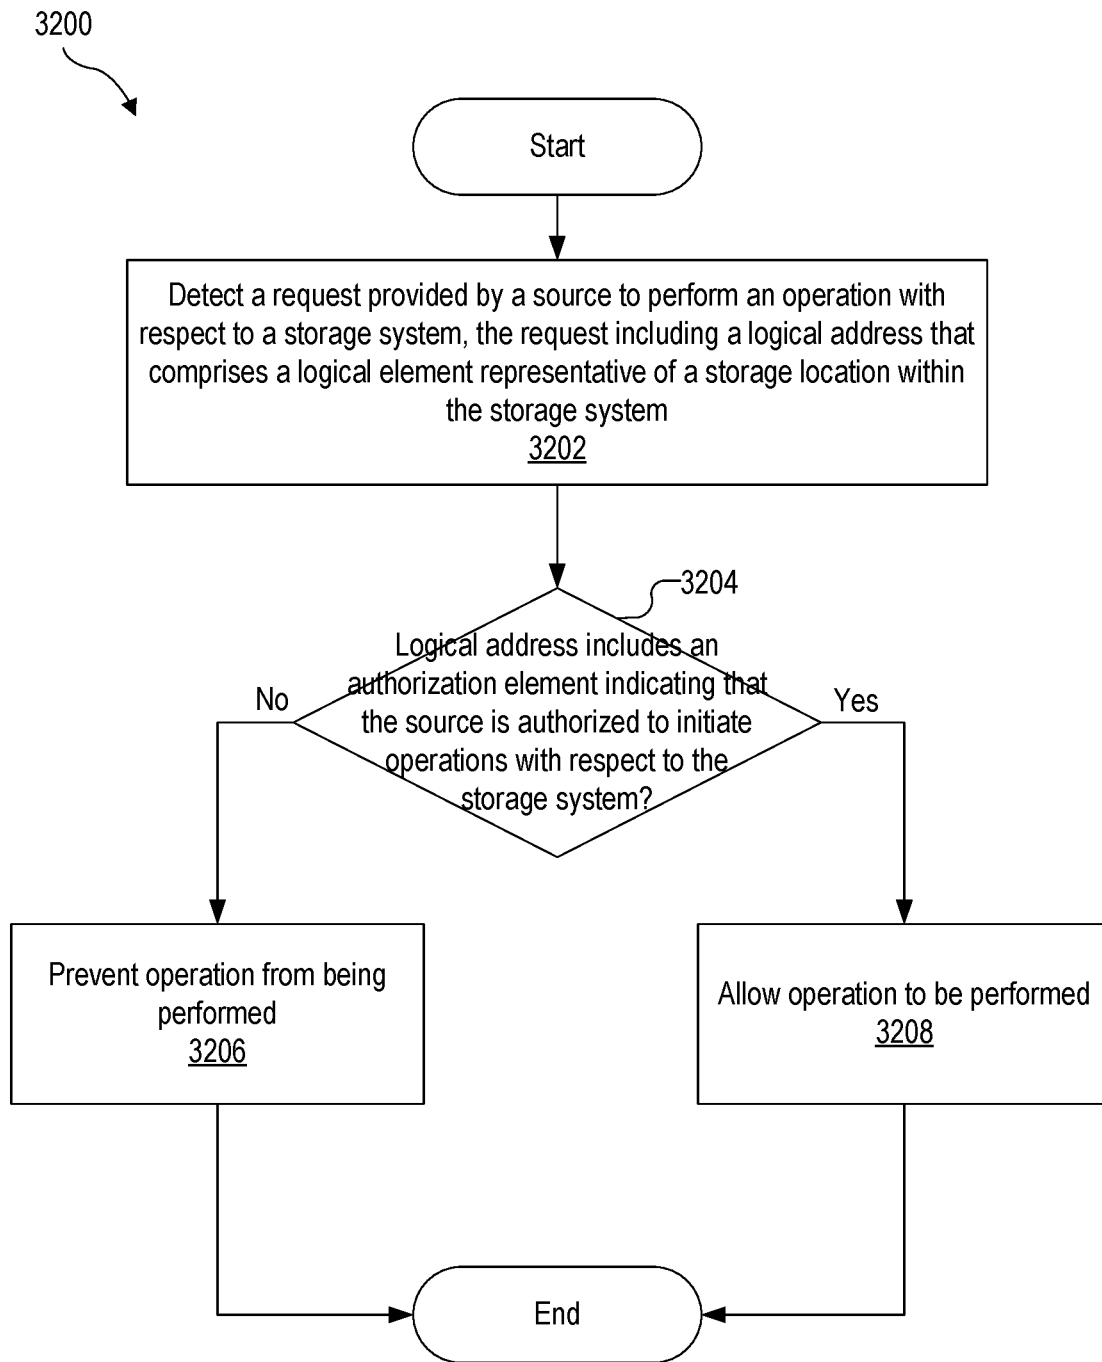 3200
Start
Detect a request provided by a source to perform an operation with
respect to a storage system, the request including a logical address that
comprises a logical element representative of a storage location within
the storage system
3202
3204
Logical address includes an
authorization element indicating that
the source is authorized to initiate
operations with respect to the
storage system?
No
Yes
Prevent operation from being
performed
3206
Allow operation to be performed
3208
End